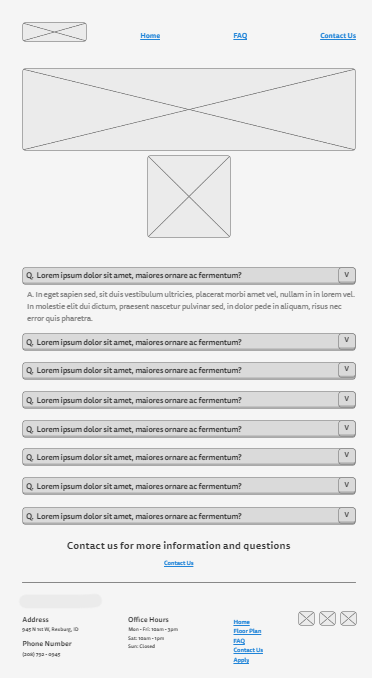 Home FAQ Contact Us
Q. Lorem ipsum dolor sit amet, maiores ornare ac fermentum? V
A. In eget sapien sed, sit duis vestibulum ultricies, placerat morbi amet vel, nullam in in lorem vel.
In molestie elit dui dictum, praesent nascetur pulvinar sed, in dolor pede in aliquam, risus nec
error quis pharetra.
Q. Lorem ipsum dolor sit amet, maiores ornare ac fermentum? V
Q. Lorem ipsum dolor sit amet, maiores ornare ac fermentum? V
Q. Lorem ipsum dolor sit amet, maiores ornare ac fermentum? V
Q. Lorem ipsum dolor sit amet, maiores ornare ac fermentum? V
Q. Lorem ipsum dolor sit amet, maiores ornare ac fermentum? V
Q. Lorem ipsum dolor sit amet, maiores ornare ac fermentum? V
Q. Lorem ipsum dolor sit amet, maiores ornare ac fermentum? V
Contact us for more information and questions
Contact Us
Address
945 N 1st W, Rexburg, ID
Phone Number
(208) 792 - 0945
Office Hours
Mon - Fri: 10am - 7pm
Sat: 10am - 1pm
Sun: Closed
Home
Floor Plan
FAQ
Contact Us
Apply